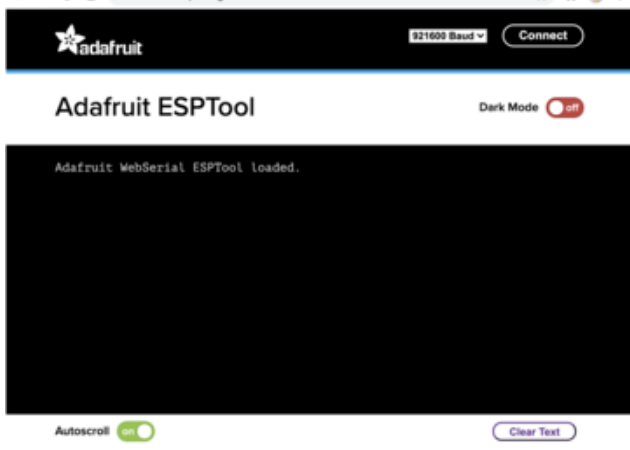 adafruit
921600 Baud
Connect
Adafruit ESPTool
Dark Mode off
Adafruit WebSerial ESPTool loaded.
Autoscroll on
Clear Text